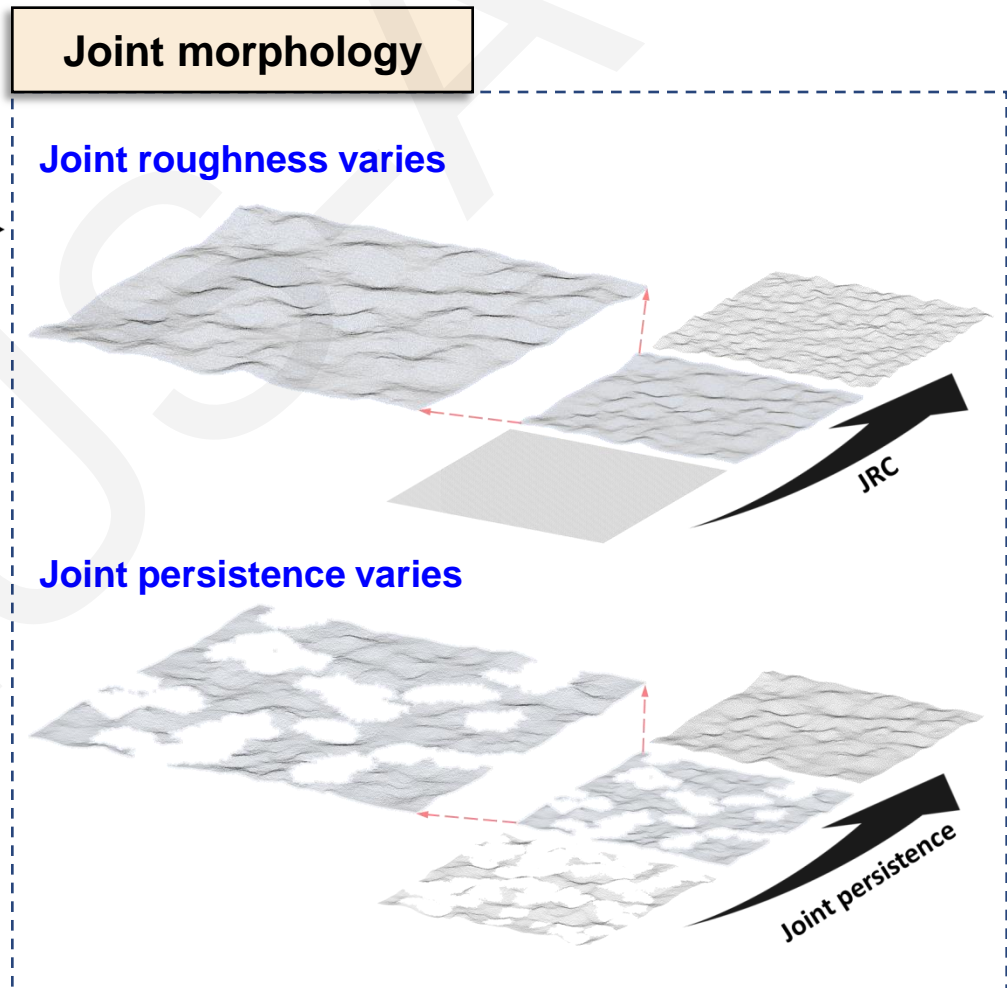 Joint morphology
Joint roughness varies
JRC
Joint persistence varies
Joint persistence